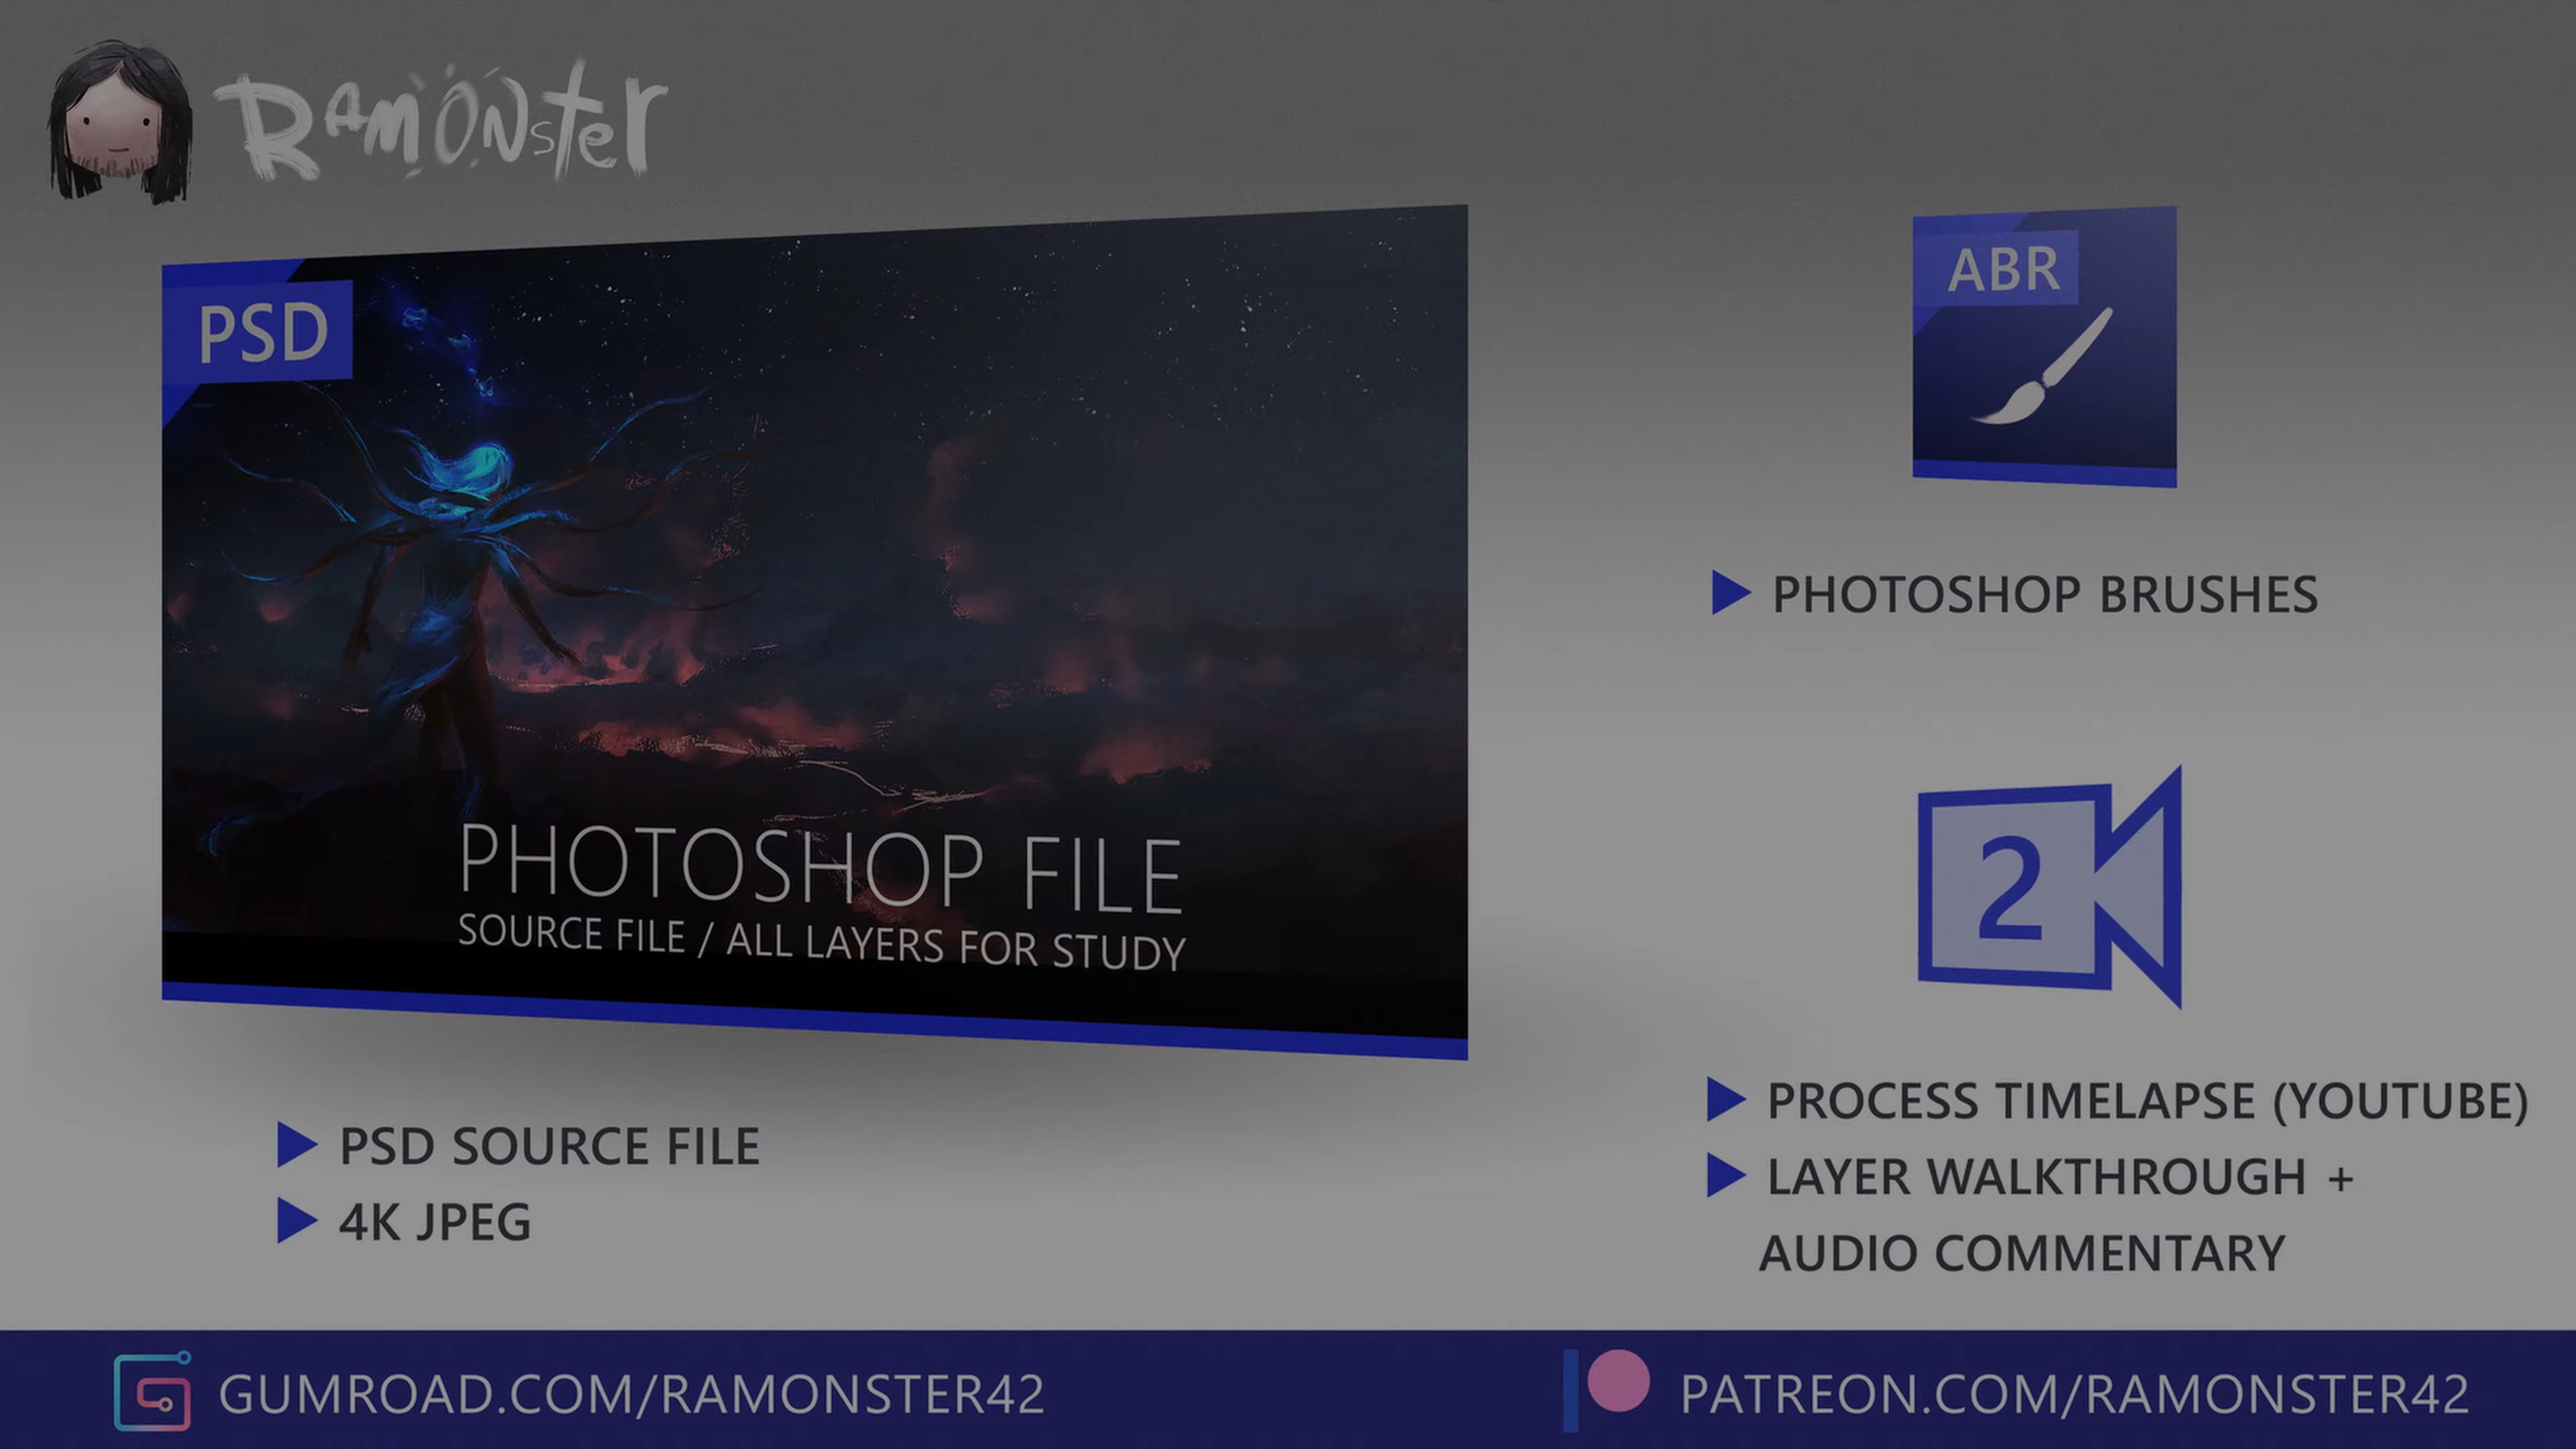 RAMONSTER
PSD
PHOTOSHOP FILE
SOURCE FILE / ALL LAYERS FOR STUDY
PSD SOURCE FILE
4K JPEG
ABR
PHOTOSHOP BRUSHES
2
PROCESS TIMELAPSE (YOUTUBE)
LAYER WALKTHROUGH +
AUDIO COMMENTARY
GUMROAD.COM/RAMONSTER42
PATREON.COM/RAMONSTER42